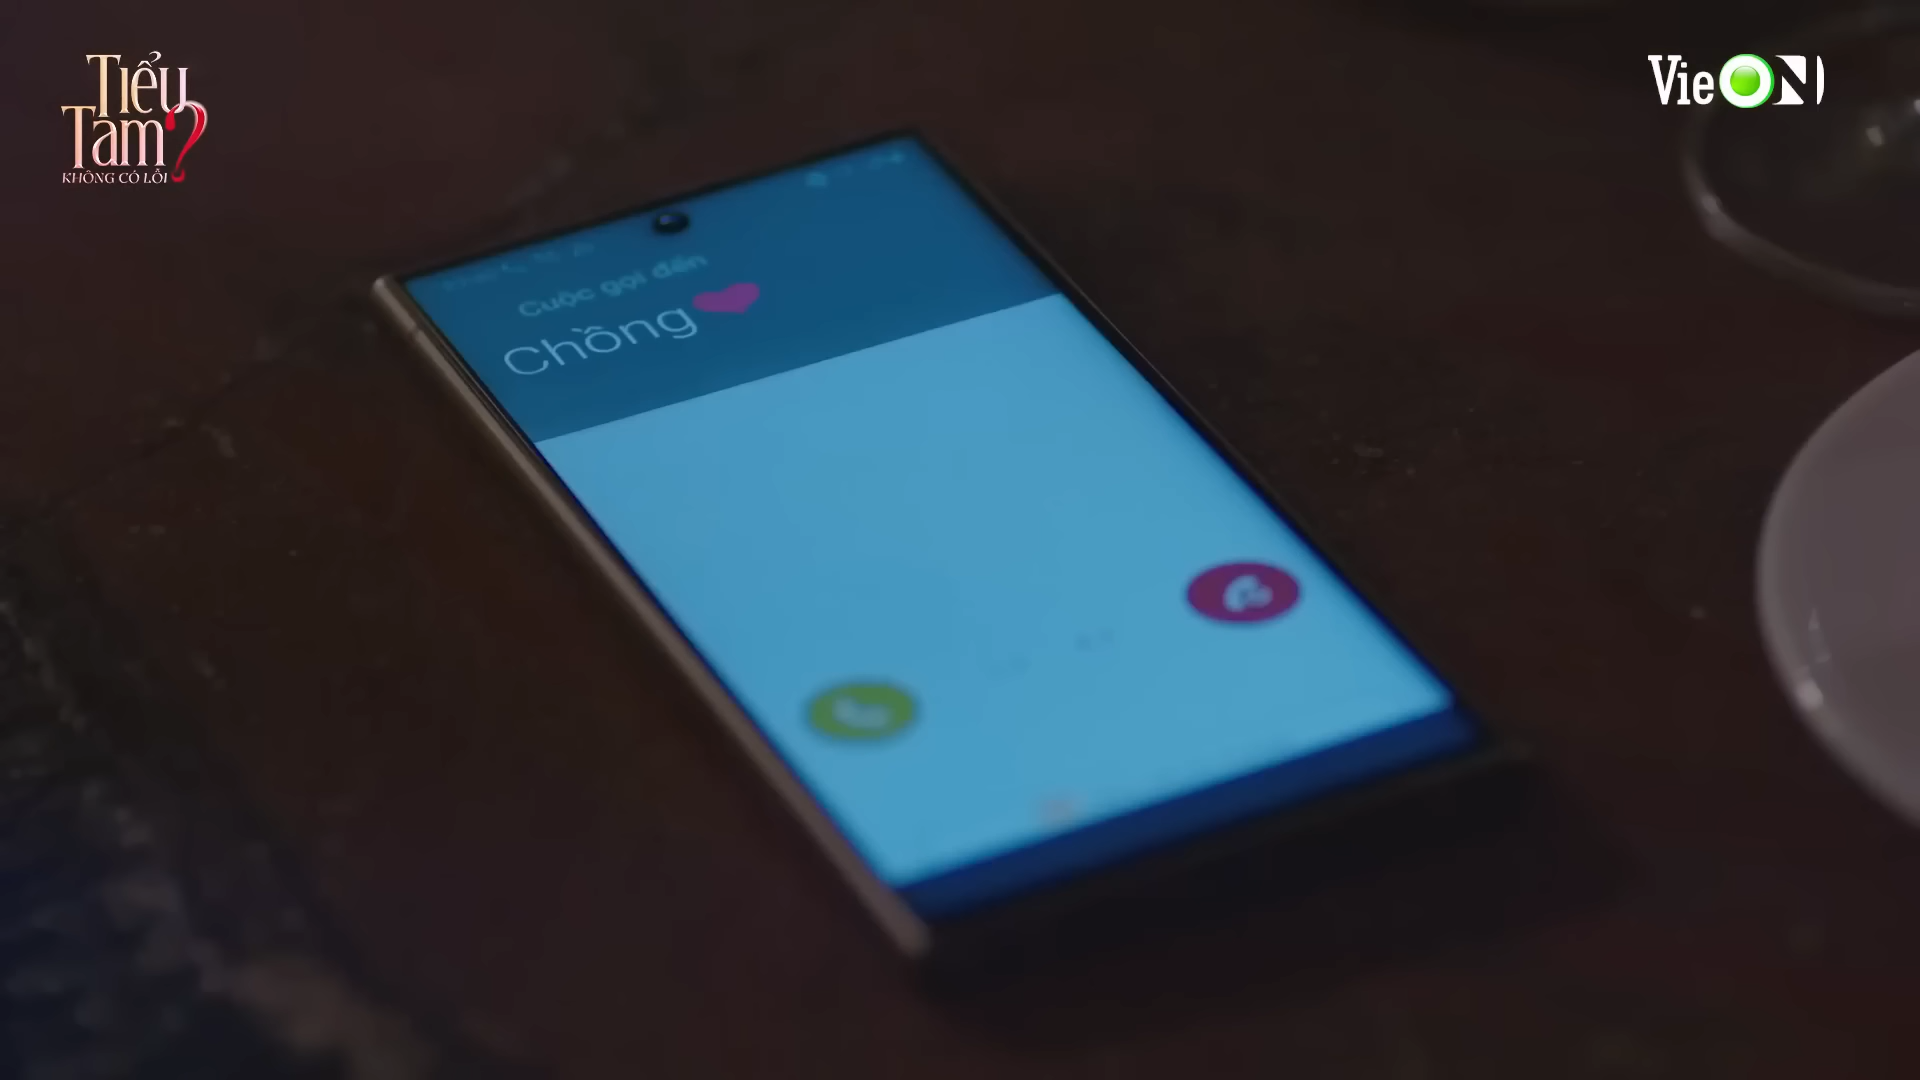 Tiểu
Tam?
KHÔNG CÓ LỖI
VieON
Cuộc gọi đến
Chồng